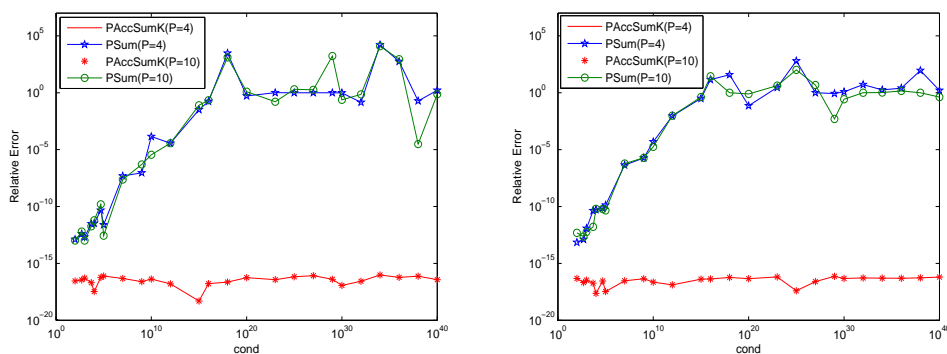 PAccSumK(P=4)
PSum(P=4)
PAccSumK(P=10)
PSum(P=10)
Relative Error
10^5
10^0
10^-5
10^-10
10^-15
10^-20
10^0
10^10
10^20
10^30
10^40
cond
PAccSumK(P=4)
PSum(P=4)
PAccSumK(P=10)
PSum(P=10)
Relative Error
10^5
10^0
10^-5
10^-10
10^-15
10^-20
10^0
10^10
10^20
10^30
10^40
cond